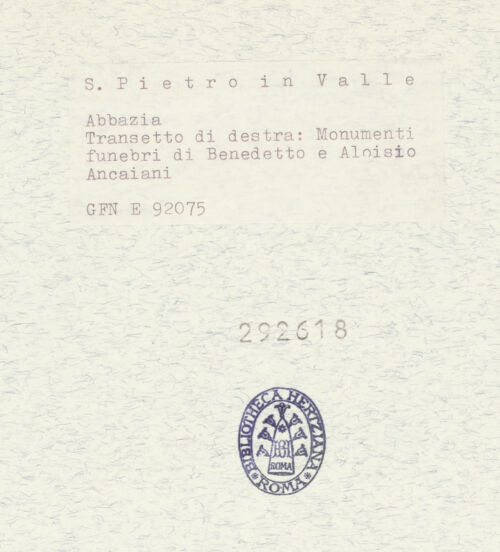 S. Pietro in Valle
Abbazia
Transetto di destra: Monumenti
funebri di Benedetto e Aloisio
Ancaiani
GFN E 92075
292618
BIBLIOTHECA HERTZIANA
ROMA
*ROMA*